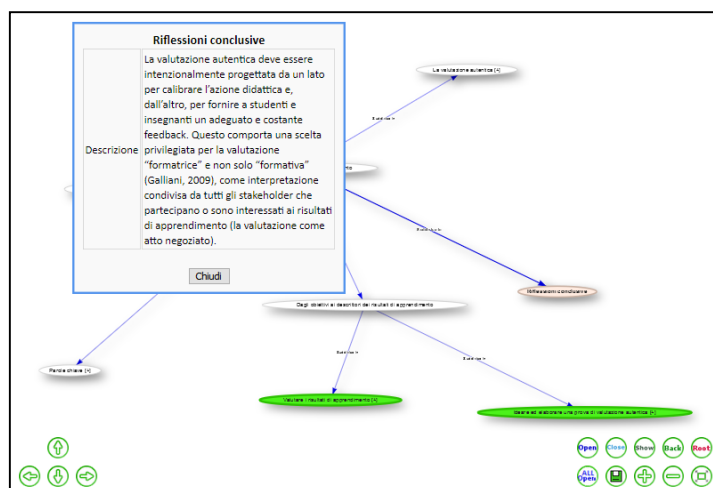 Riflessioni conclusive
Descrizione
La valutazione autentica deve essere
intenzionalmente progettata da un lato
per calibrare l'azione didattica e,
dall'altro, per fornire a studenti e
insegnanti un adeguato e costante
feedback. Questo comporta una scelta
privilegiata per la valutazione
“formatrice” e non solo “formativa”
(Galliani, 2009), come interpretazione
condivisa da tutti gli stakeholder che
partecipano o sono interessati ai risultati
di apprendimento (la valutazione come
atto negoziato).
Chiudi
La valutazione autentica [+]
Riflessioni conclusive
Dagli obiettivi ai descrittori dei risultati di apprendimento
Parole chiave [+]
Valutare i risultati di apprendimento [+]
Ideare ed elaborare una prova di valutazione autentica [+]
Open Close Show Back Root
ALL Open